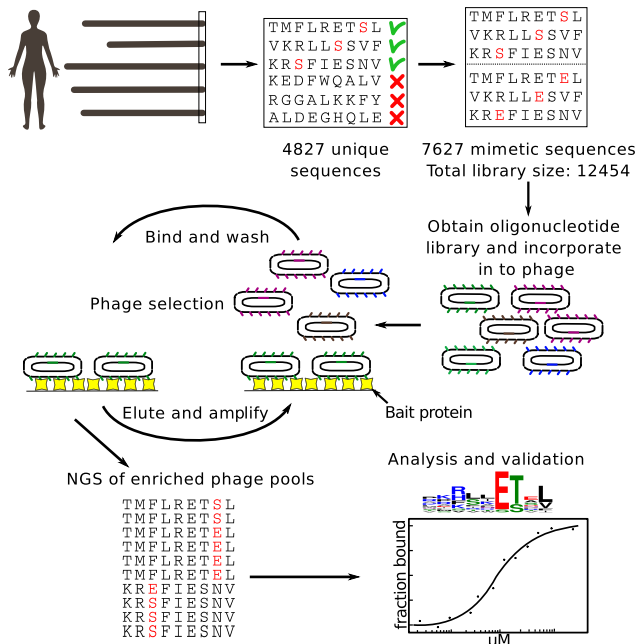 TMFLRETSL
VKRLLSSVF
KRSFIESNV
KEDFWQALV
RGGALKKFY
ALDEGHQLE
4827 unique
sequences
TMFLRETSL
VKRLLESVF
KRSFIESNV
TMFLRETEL
VKRLLESVF
KREFIESNV
7627 mimetic sequences
Total library size: 12454
Obtain oligonucleotide
library and incorporate
in to phage
Bind and wash
Phage selection
Elute and amplify
Bait protein
NGS of enriched phage pools
TMFLRETSL
TMFLRETSL
TMFLRETEL
TMFLRETEL
TMFLRETEL
TMFLRETEL
KREFIESNV
KRSFIESNV
KRSFIESNV
KRSFIESNV
Analysis and validation
ET
L
fraction bound
µM